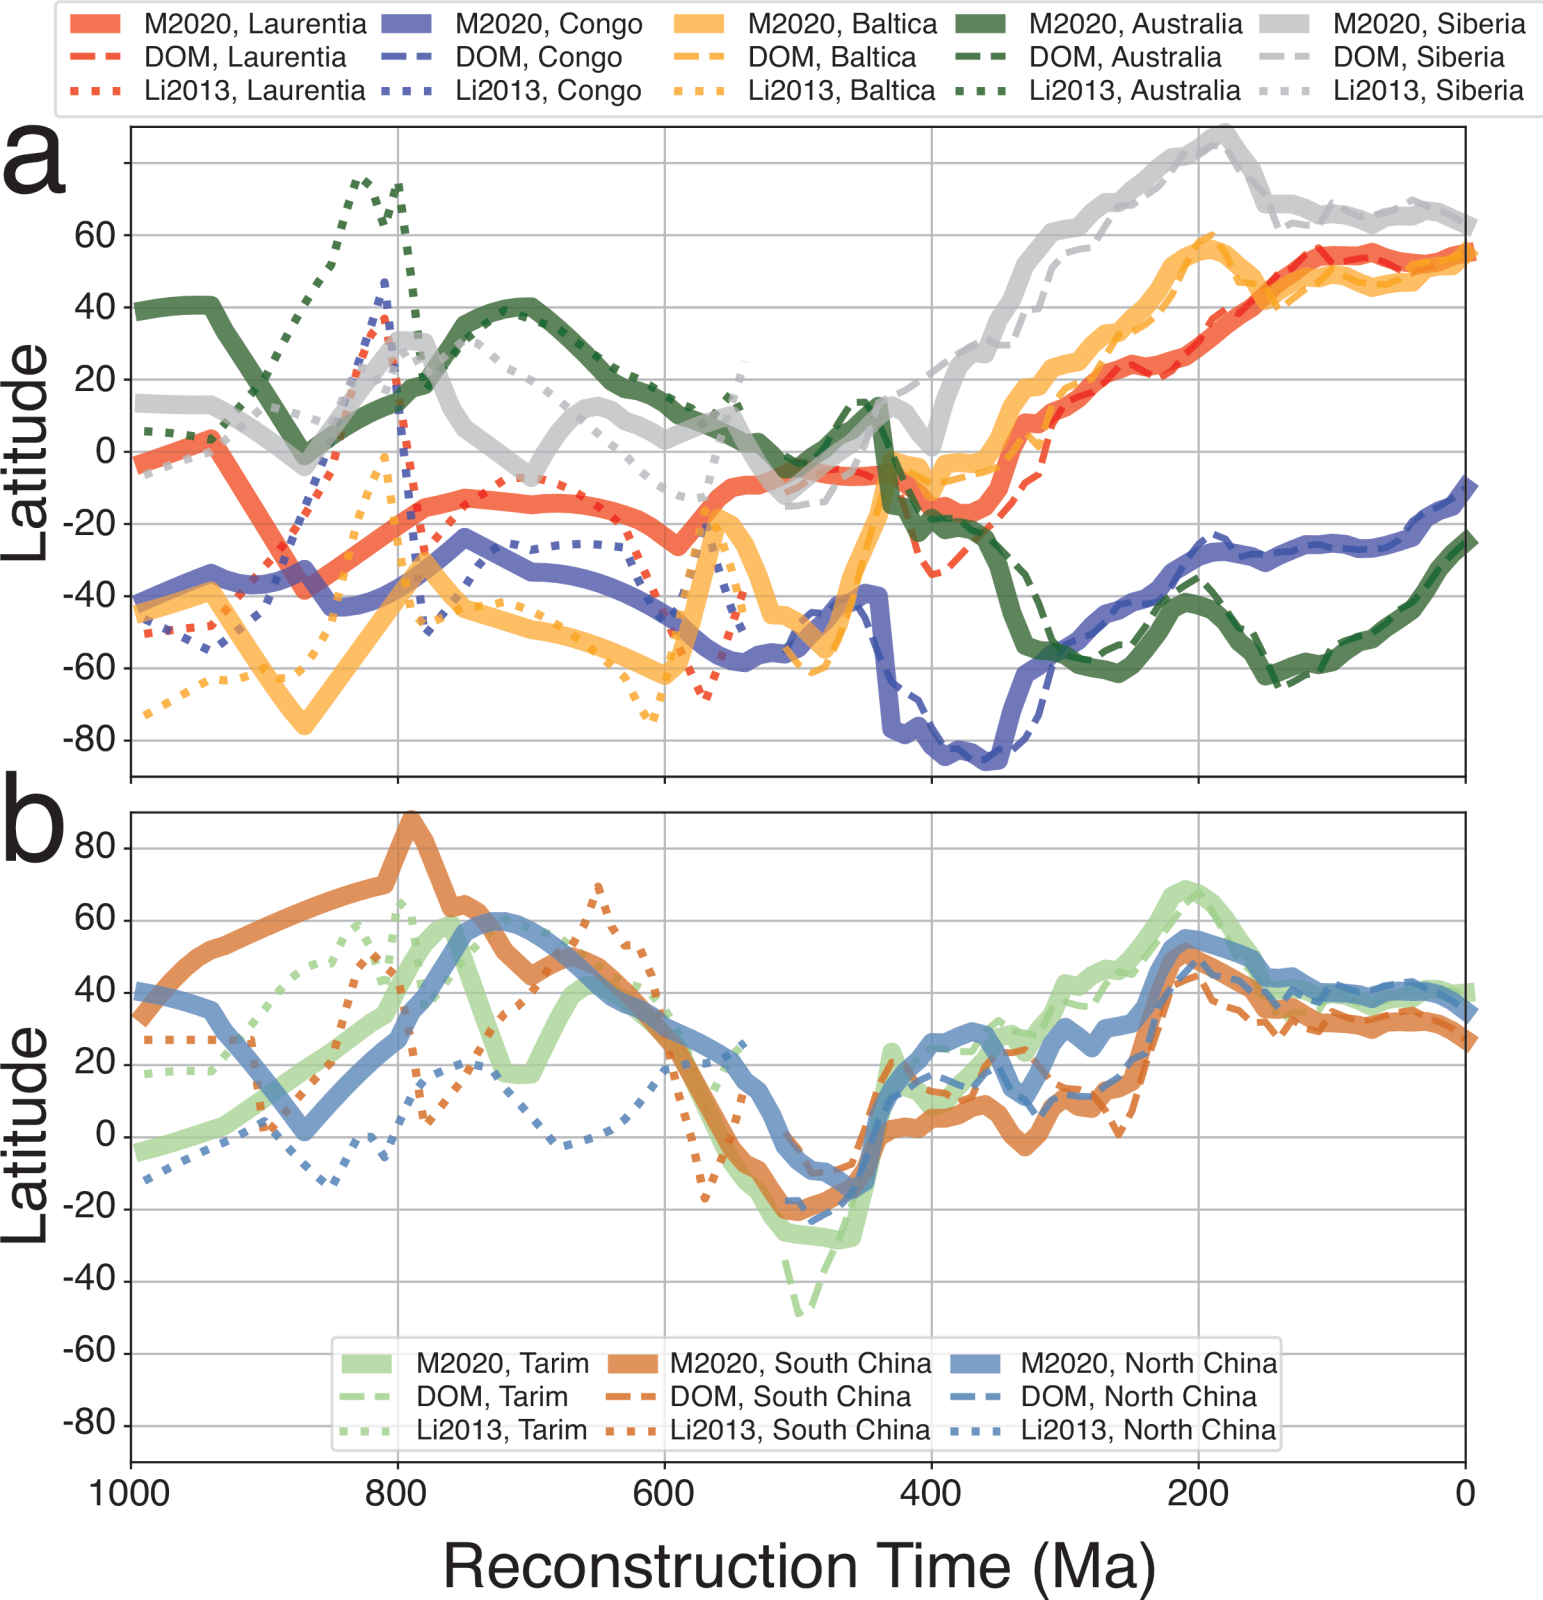 M2020, Laurentia M2020, Congo M2020, Baltica M2020, Australia M2020, Siberia
DOM, Laurentia DOM, Congo DOM, Baltica DOM, Australia DOM, Siberia
Li2013, Laurentia Li2013, Congo Li2013, Baltica Li2013, Australia Li2013, Siberia
a
60
40
20
0
-20
-40
-60
-80
Latitude
b
80
60
40
20
0
-20
-40
-60
-80
Latitude
M2020, Tarim M2020, South China M2020, North China
DOM, Tarim DOM, South China DOM, North China
Li2013, Tarim Li2013, South China Li2013, North China
1000 800 600 400 200 0
Reconstruction Time (Ma)